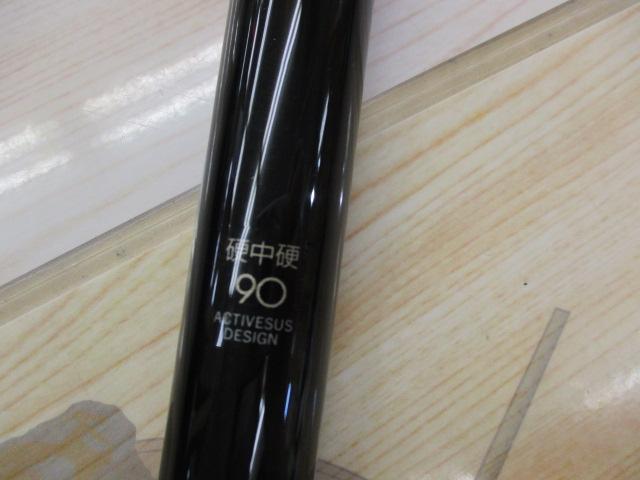 硬中硬
90
ACTIVESUS
DESIGN